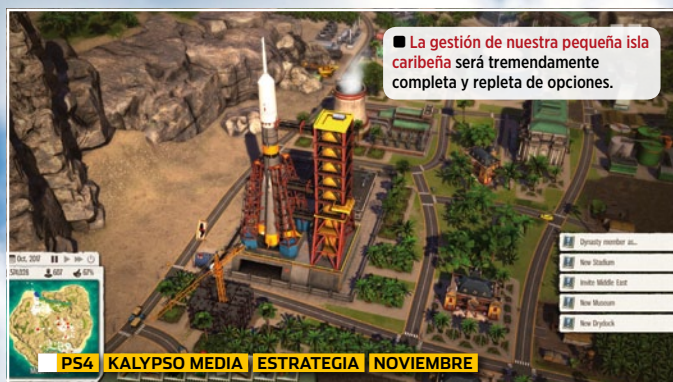 ■ La gestión de nuestra pequeña isla
caribeña será tremendamente
completa y repleta de opciones.
Dynasty member as..
New Stadium
Invite Middle East
New Museum
New Drydock
Oct. 2017
607
67%
PS4 KALYPSO MEDIA ESTRATEGIA NOVIEMBRE